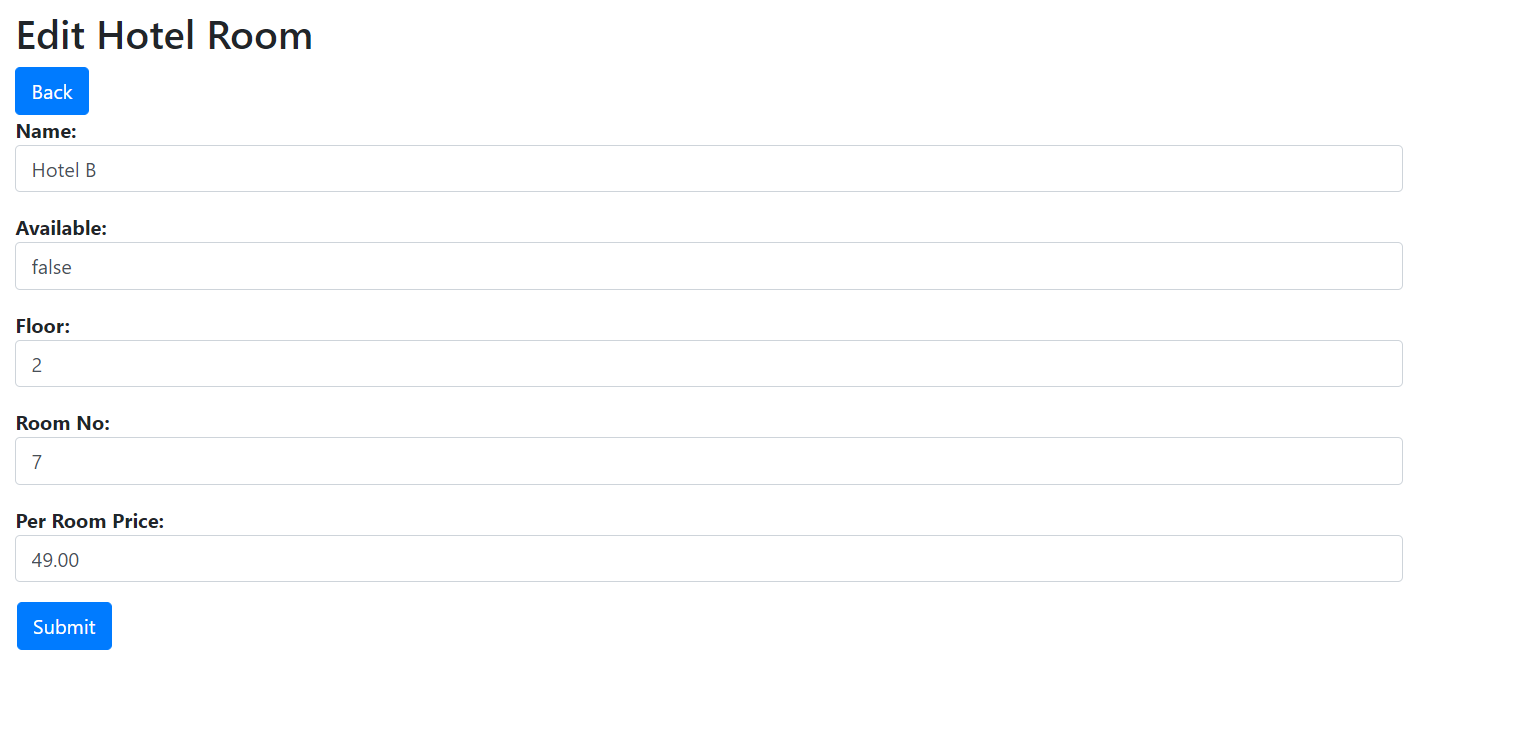 Edit Hotel Room
Back
Name:
Hotel B
Available:
false
Floor:
2
Room No:
7
Per Room Price:
49.00
Submit